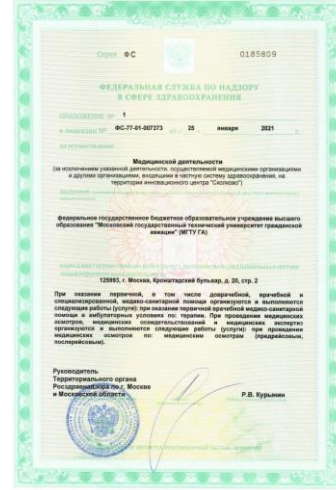 Серия ФС 0185809
ФЕДЕРАЛЬНАЯ СЛУЖБА ПО НАДЗОРУ
В СФЕРЕ ЗДРАВООХРАНЕНИЯ
ПРИЛОЖЕНИЕ № 1
к лицензии № ФС-77-01-007373 от « 25 » января 2021 г.
на осуществление
Медицинской деятельности
(за исключением указанной деятельности, осуществляемой медицинскими организациями
и другими организациями, входящими в частную систему здравоохранения, на
территории инновационного центра "Сколково")
федеральное государственное бюджетное образовательное учреждение высшего
образования "Московский государственный технический университет гражданской
авиации" (МГТУ ГА)
125993, г. Москва, Кронштадтский бульвар, д. 20, стр. 2
При оказании первичной, в том числе доврачебной, врачебной и
специализированной, медико-санитарной помощи организуются и выполняются
следующие работы (услуги): при оказании первичной врачебной медико-санитарной
помощи в амбулаторных условиях по: терапии. При проведении медицинских
осмотров, медицинских освидетельствований и медицинских экспертиз
организуются и выполняются следующие работы (услуги): при проведении
медицинских осмотров по: медицинским осмотрам (предрейсовым,
послерейсовым).
Руководитель
Территориального органа
Росздравнадзора по г. Москве
и Московской области Р.В. Курынин